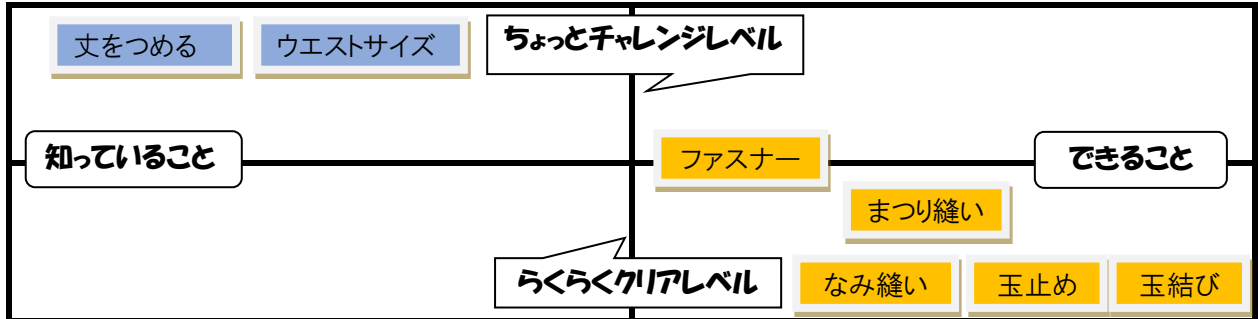 丈をつめる
ウエストサイズ
ちょっとチャレンジレベル
知っていること
ファスナー
できること
まつり縫い
らくらくクリアレベル
なみ縫い
玉止め
玉結び